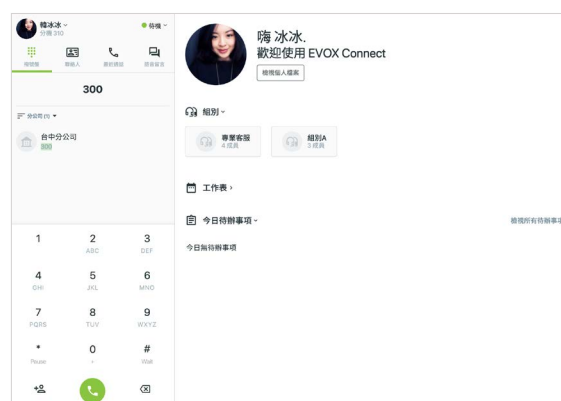 韓冰冰
分機 310
待機
撥號盤
聯絡人
最近通話
語音留言
300
分公司 (1)
台中分公司
300
1
2
ABC
3
DEF
4
GHI
5
JKL
6
MNO
7
PQRS
8
TUV
9
WXYZ
*
Pause
0
+
#
Wait
嗨 冰冰.
歡迎使用 EVOX Connect
檢視個人檔案
組別
專業客服
4 成員
組別A
3 成員
工作表
今日待辦事項
檢視所有待辦事項
今日無待辦事項